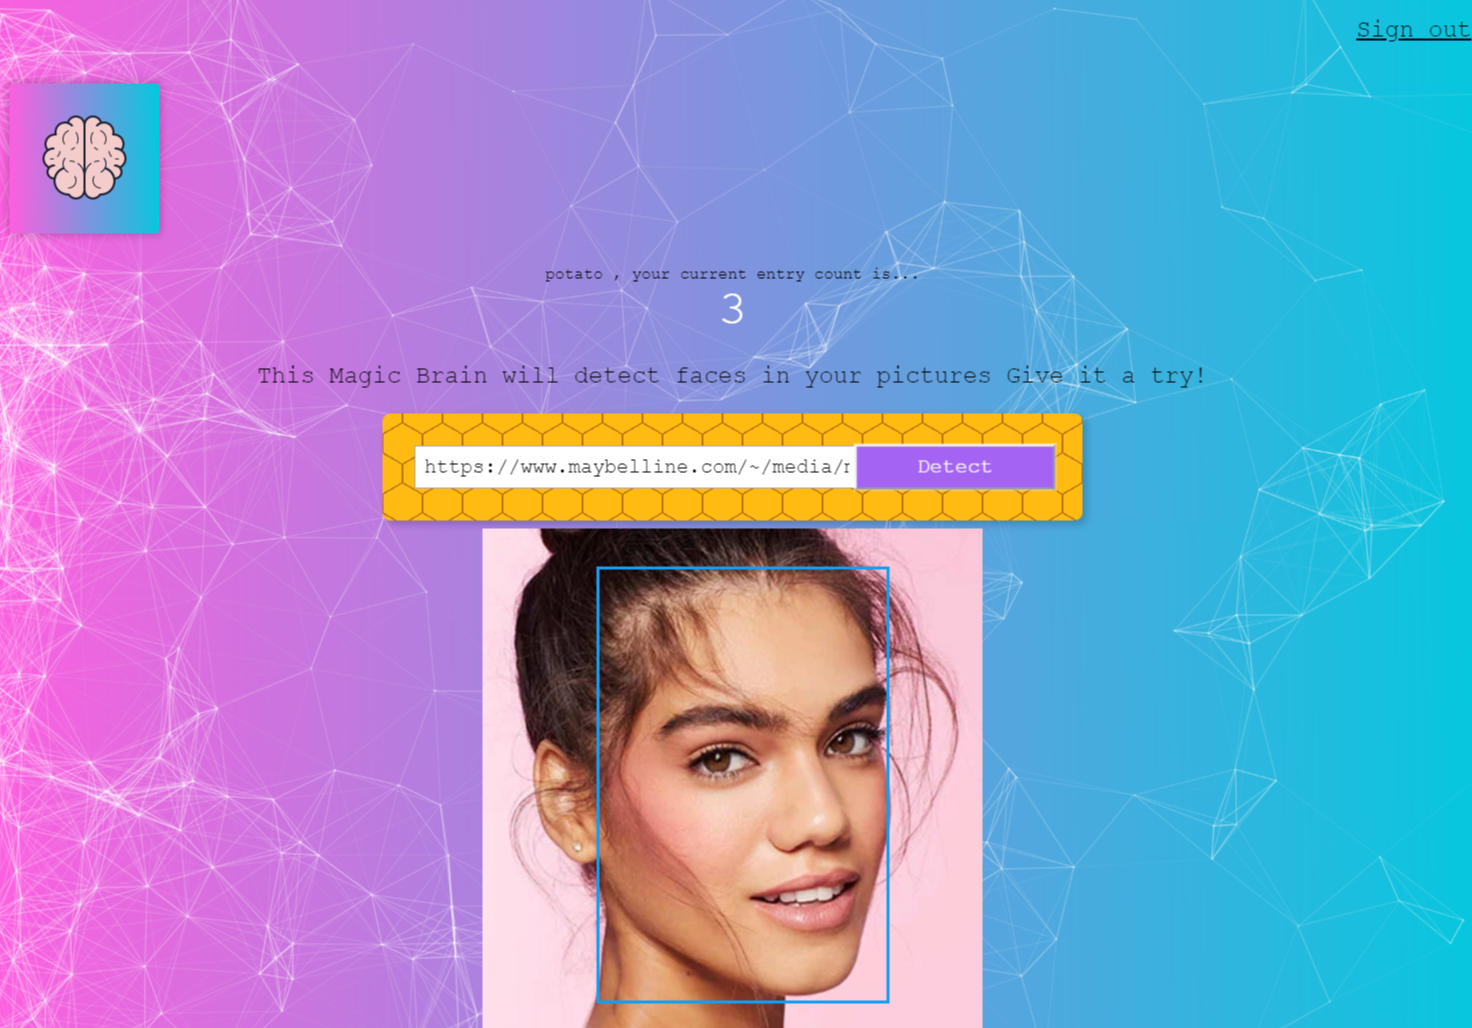 Sign out
potato , your current entry count is...
3
This Magic Brain will detect faces in your pictures Give it a try!
https://www.maybelline.com/~/media/
Detect